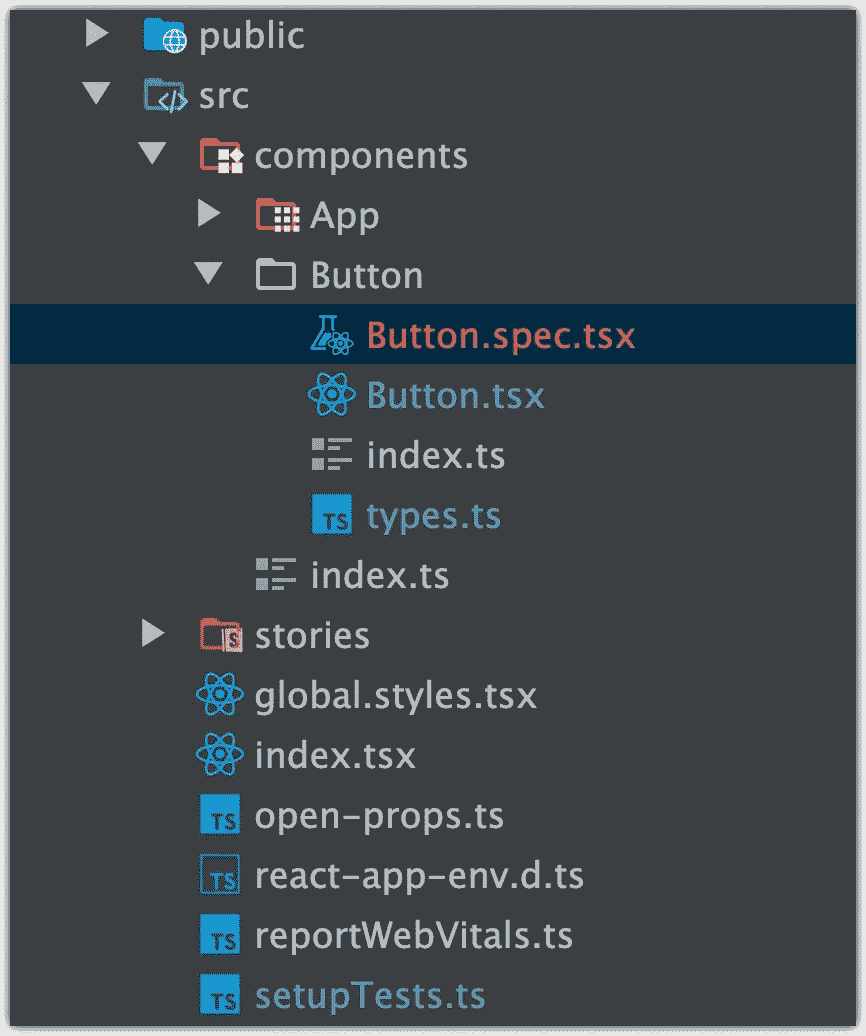 public
src
components
App
Button
Button.spec.tsx
Button.tsx
index.ts
TS types.ts
index.ts
S stories
global.styles.tsx
index.tsx
TS open-props.ts
TS react-app-env.d.ts
TS reportWebVitals.ts
TS setupTests.ts